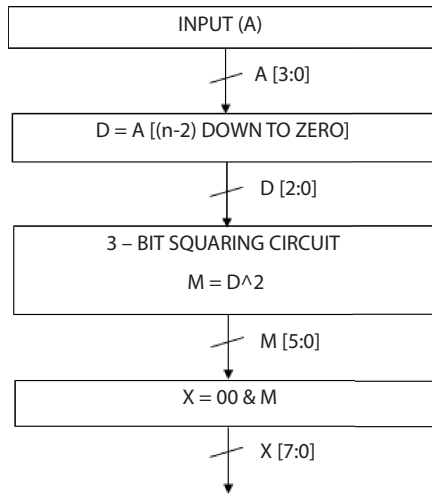 INPUT (A)
A [3:0]
D = A [(n-2) DOWN TO ZERO]
D [2:0]
3 – BIT SQUARING CIRCUIT
M = D^2
M [5:0]
X = 00 & M
X [7:0]